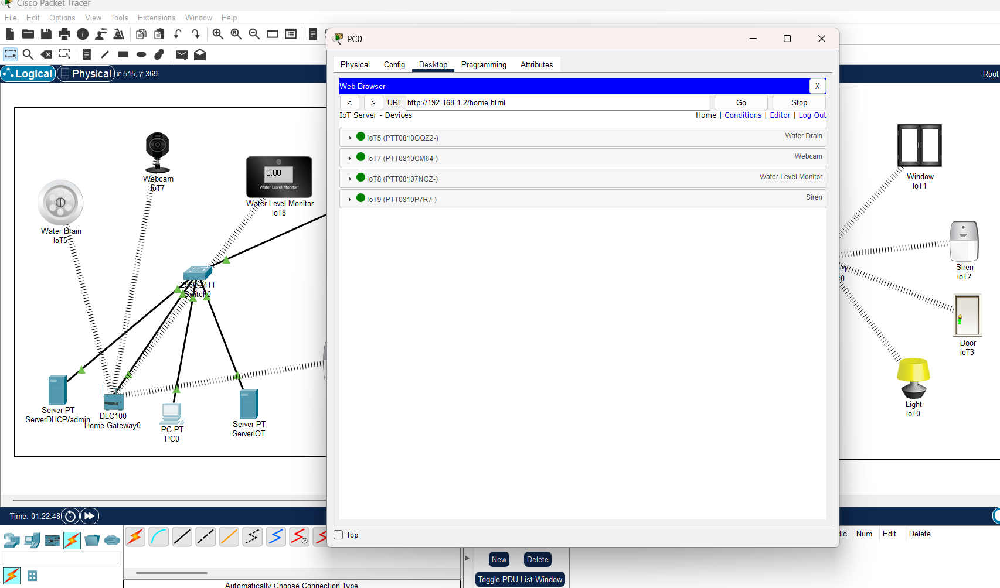 Cisco Packet Tracer
File Edit Options View Tools Extensions Window Help
Logical Physical x: 515, y: 369
Root
PC0
Physical Config Desktop Programming Attributes
Web Browser X
< > URL http://192.168.1.2/home.html Go Stop
IoT Server - Devices Home | Conditions | Editor | Log Out
IoT5 (PTT0810OQZ2-) Water Drain
IoT7 (PTT0810CM64-) Webcam
IoT8 (PTT08107NGZ-) Water Level Monitor
IoT9 (PTT0810P7R7-) Siren
Top
Webcam
IoT7
0.00
Water Level Monitor
Water Level Monitor
IoT8
Water Drain
IoT5
2960-24TT
Switch0
Server-PT
ServerDHCP/admin
DLC100
Home Gateway0
PC-PT
PC0
Server-PT
ServerIOT
Window
IoT1
Siren
IoT2
Door
IoT3
Light
IoT0
Time: 01:22:48
Num Edit Delete
New Delete
Toggle PDU List Window
Automatically Choose Connection Type